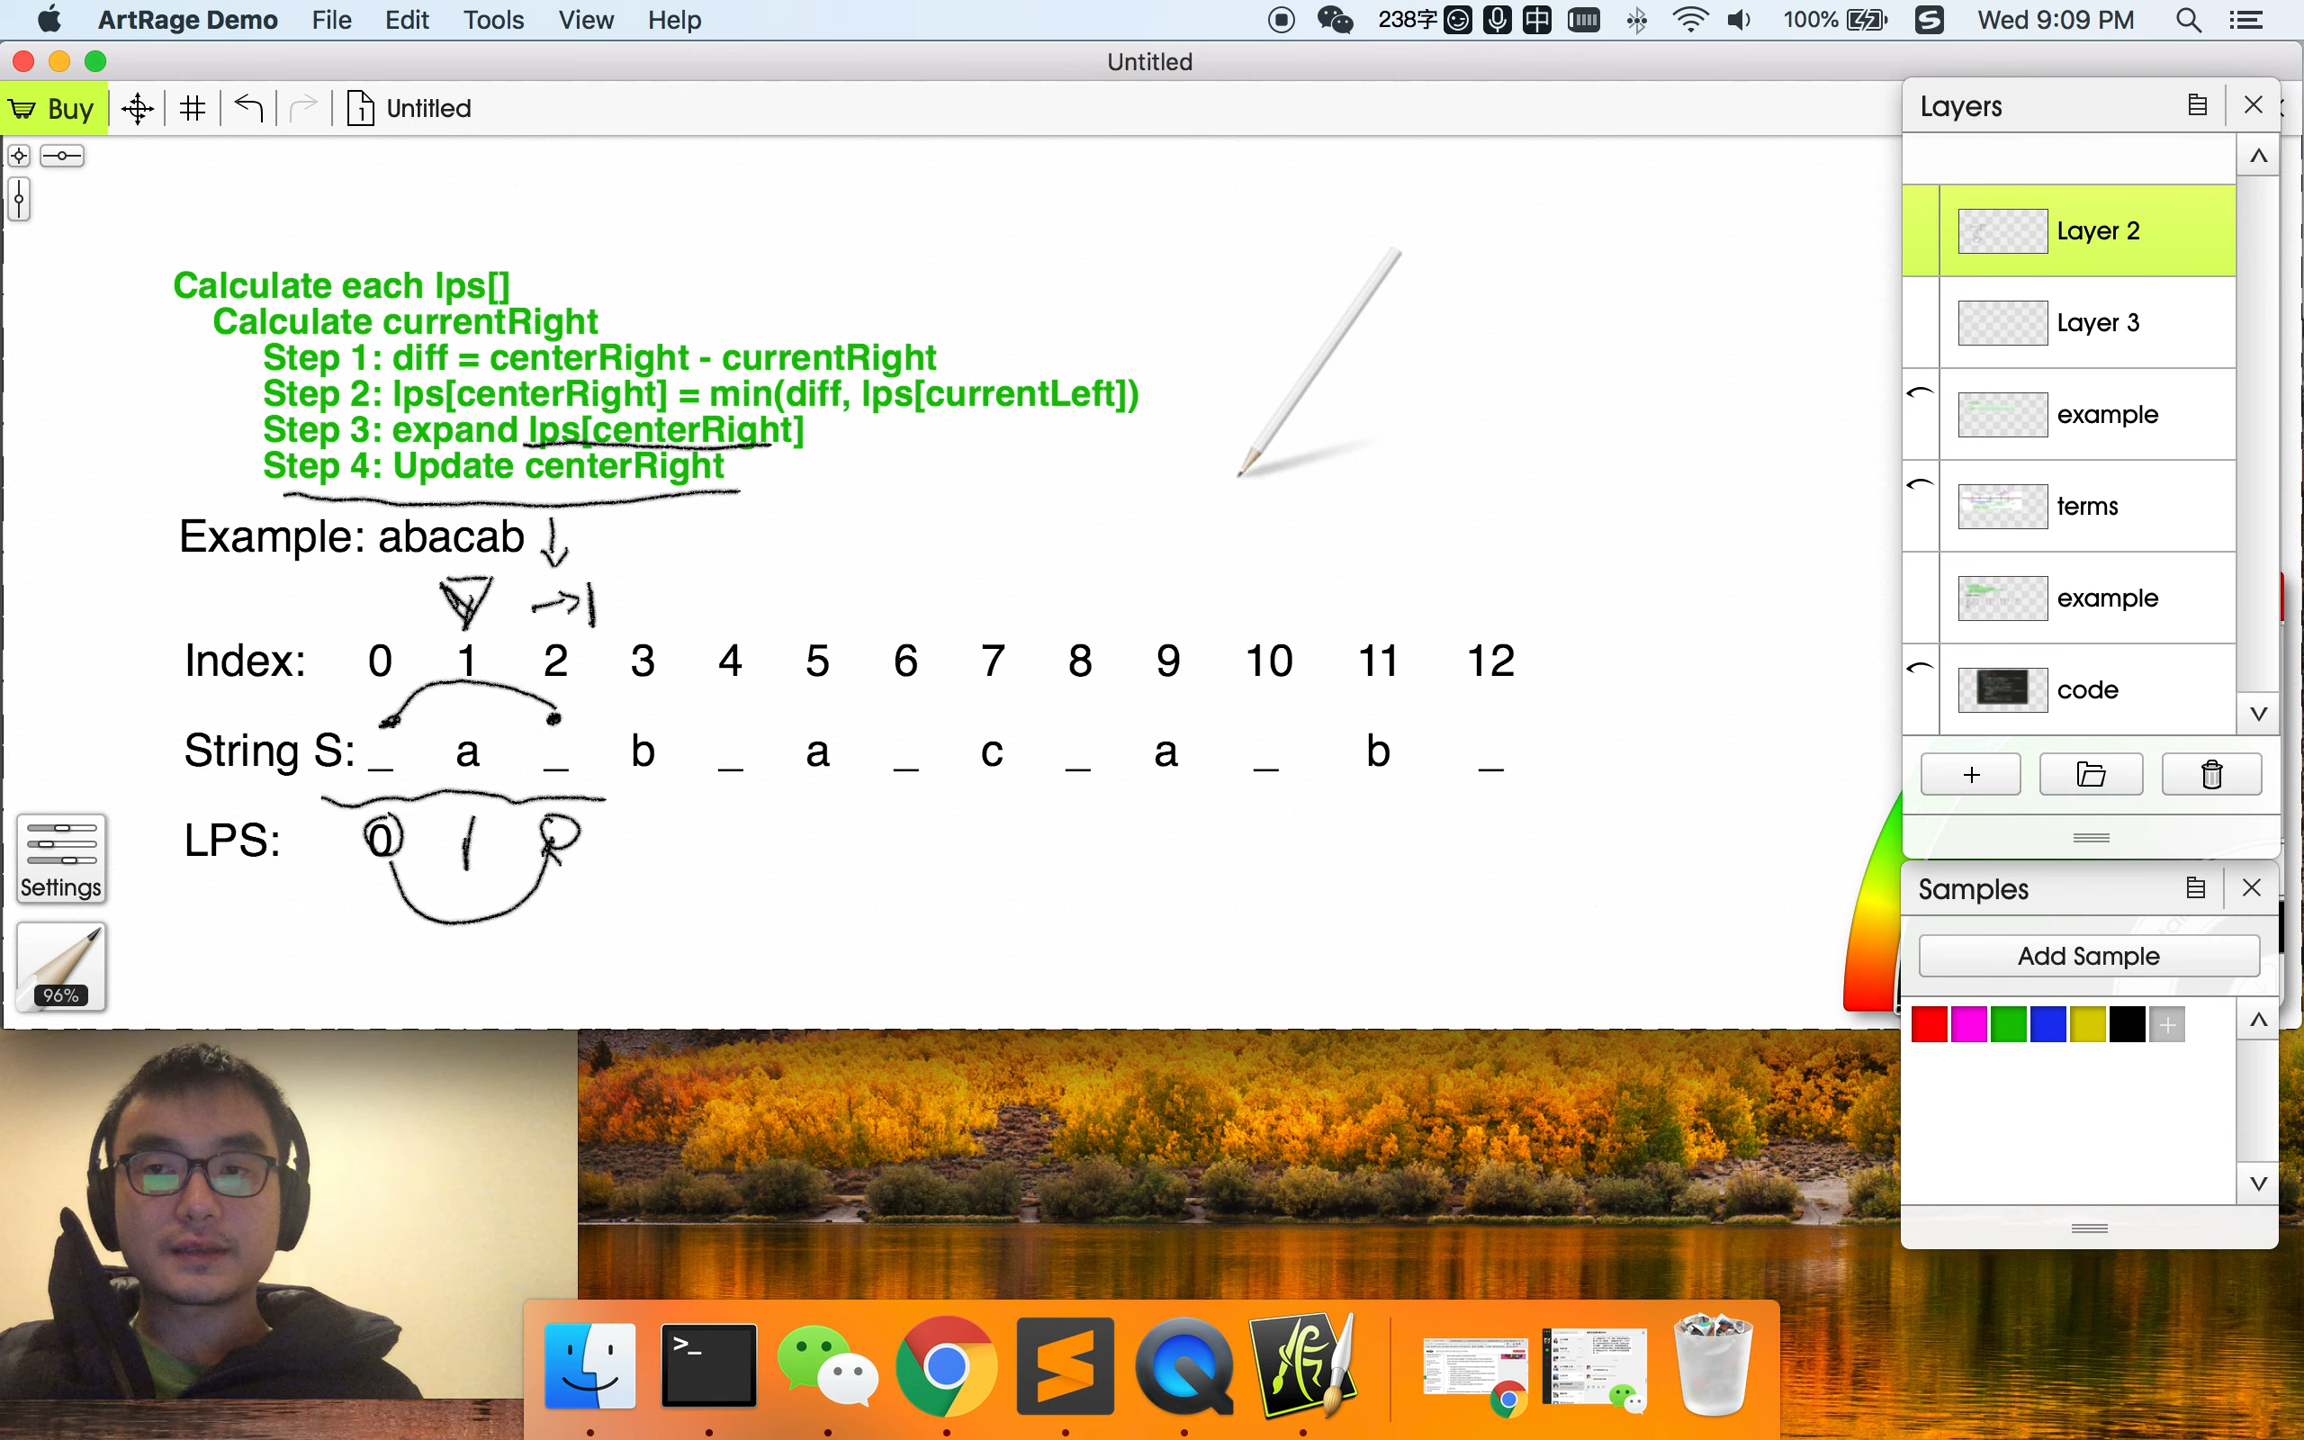 ArtRage Demo File Edit Tools View Help 238字 中 100% S Wed 9:09 PM
Untitled
Buy 1 Untitled
Layers
Layer 2
Layer 3
example
terms
example
code
Calculate each lps[]
Calculate currentRight
Step 1: diff = centerRight - currentRight
Step 2: lps[centerRight] = min(diff, lps[currentLeft])
Step 3: expand lps[centerRight]
Step 4: Update centerRight
Example: abacab
Index: 0 1 2 3 4 5 6 7 8 9 10 11 12
String S: _ a _ b _ a _ c _ a _ b _
LPS: 0 1
Settings
96%
Samples
Add Sample
>_